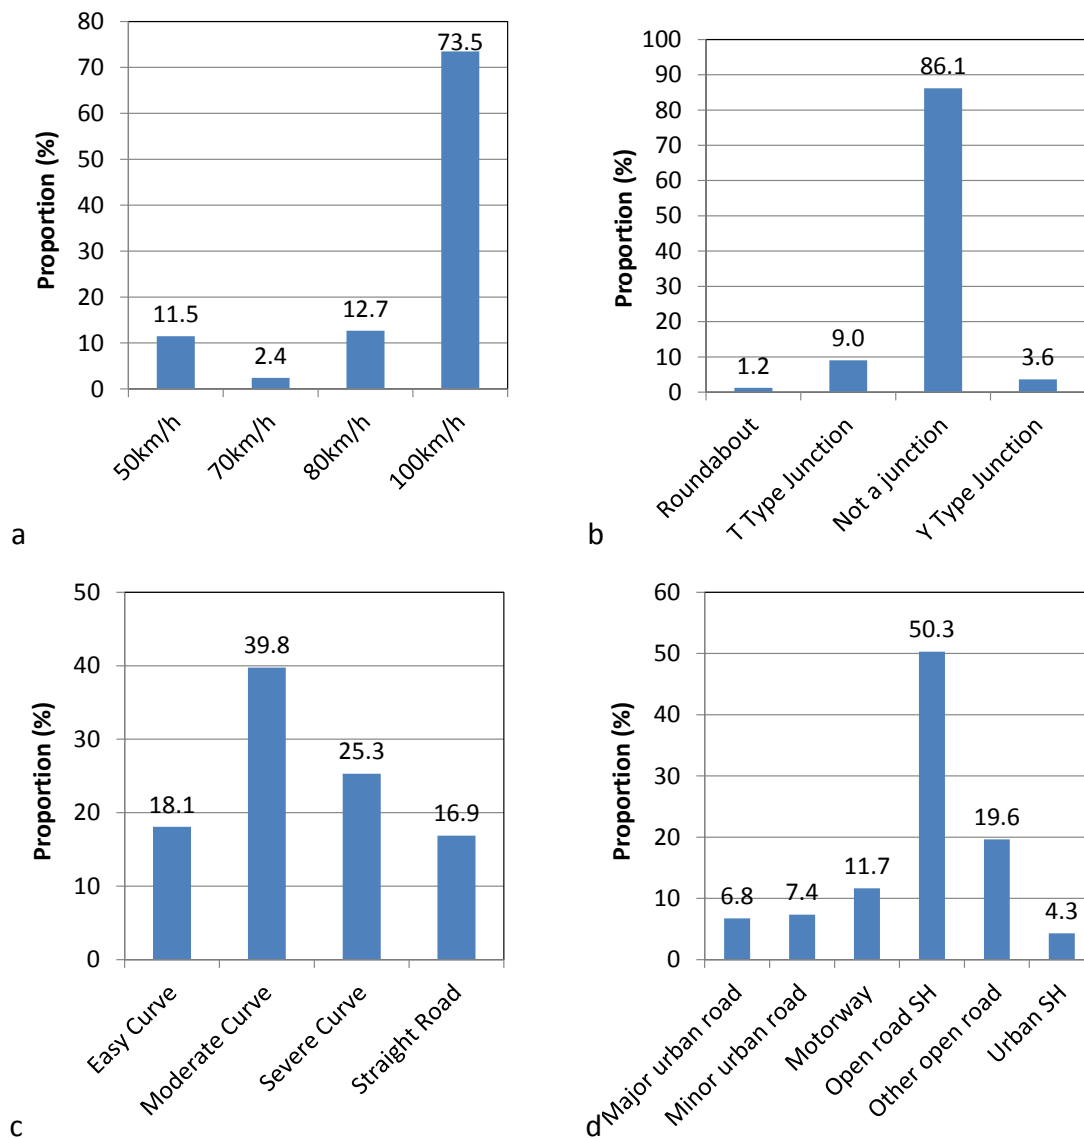 Proportion (%)
80
70
60
50
40
30
20
10
0
11.5
2.4
12.7
73.5
50km/h
70km/h
80km/h
100km/h
a
Proportion (%)
100
90
80
70
60
50
40
30
20
10
0
1.2
9.0
86.1
3.6
Roundabout
T Type Junction
Not a junction
Y Type Junction
b
Proportion (%)
50
40
30
20
10
0
18.1
39.8
25.3
16.9
Easy Curve
Moderate Curve
Severe Curve
Straight Road
c
Proportion (%)
60
50
40
30
20
10
0
6.8
7.4
11.7
50.3
19.6
4.3
Major urban road
Minor urban road
Motorway
Open road SH
Other open road
Urban SH
d